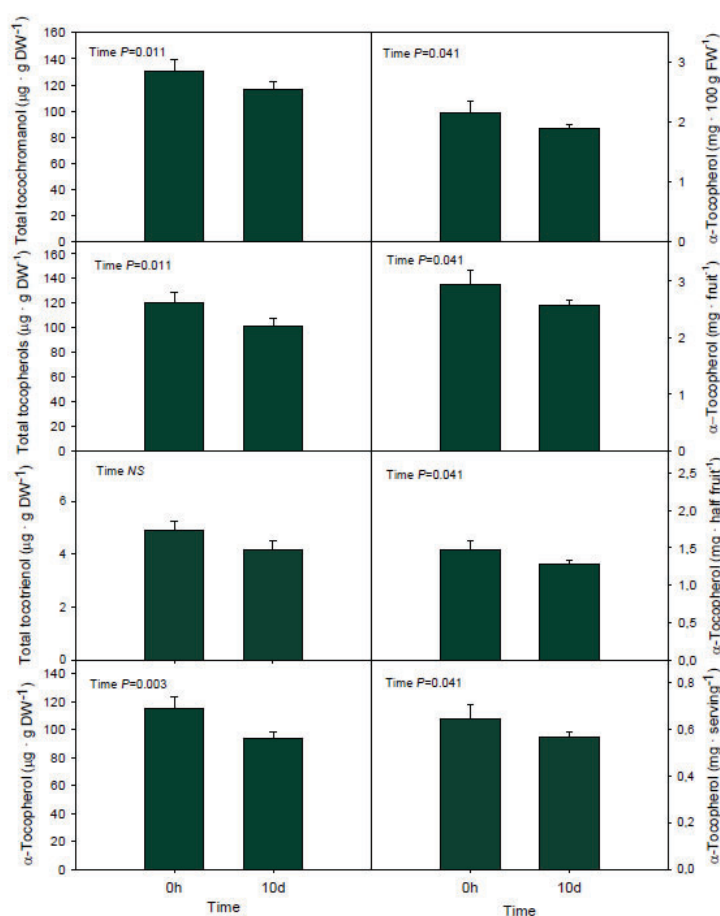 Total tocochromanol (µg · g DW⁻¹)
160
140
120
100
80
60
40
20
0
Time P=0.011
Time P=0.041
3
2
1
0
α-Tocopherol (mg · 100 g FW⁻¹)
Total tocopherols (µg · g DW⁻¹)
160
140
120
100
80
60
40
20
0
Time P=0.011
Time P=0.041
3
2
1
0
α–Tocopherol (mg · fruit⁻¹)
Total tocotrienol (µg · g DW⁻¹)
6
4
2
0
Time NS
Time P=0.041
2,5
2,0
1,5
1,0
0,5
0,0
α-Tocopherol (mg · half fruit⁻¹)
α-Tocopherol (µg · g DW⁻¹)
140
120
100
80
60
40
20
0
Time P=0.003
Time P=0.041
0,8
0,6
0,4
0,2
0,0
α-Tocopherol (mg · serving⁻¹)
0h
10d
Time
0h
10d
Time